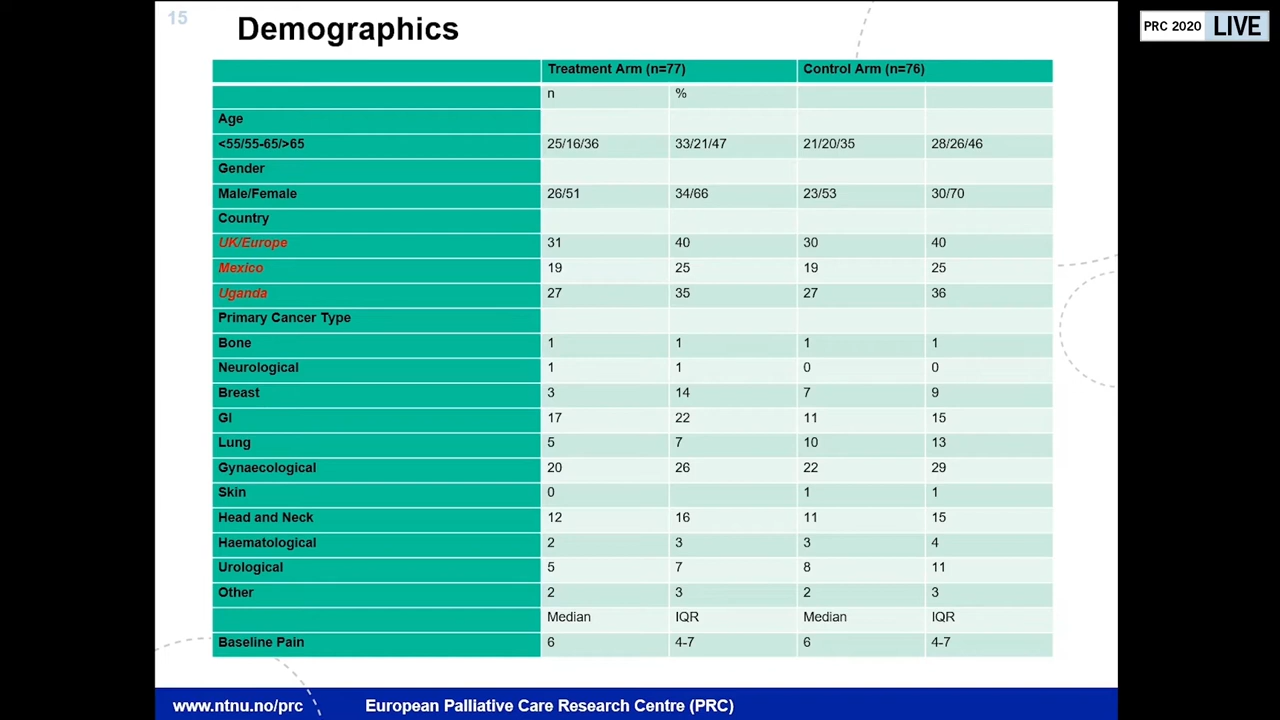 15
Demographics
PRC 2020 LIVE
Treatment Arm (n=77) Control Arm (n=76)
n %
Age
<55/55-65/>65 25/16/36 33/21/47 21/20/35 28/26/46
Gender
Male/Female 26/51 34/66 23/53 30/70
Country
UK/Europe 31 40 30 40
Mexico 19 25 19 25
Uganda 27 35 27 36
Primary Cancer Type
Bone 1 1 1 1
Neurological 1 1 0 0
Breast 3 14 7 9
GI 17 22 11 15
Lung 5 7 10 13
Gynaecological 20 26 22 29
Skin 0 1 1
Head and Neck 12 16 11 15
Haematological 2 3 3 4
Urological 5 7 8 11
Other 2 3 2 3
Median IQR Median IQR
Baseline Pain 6 4-7 6 4-7
www.ntnu.no/prc European Palliative Care Research Centre (PRC)